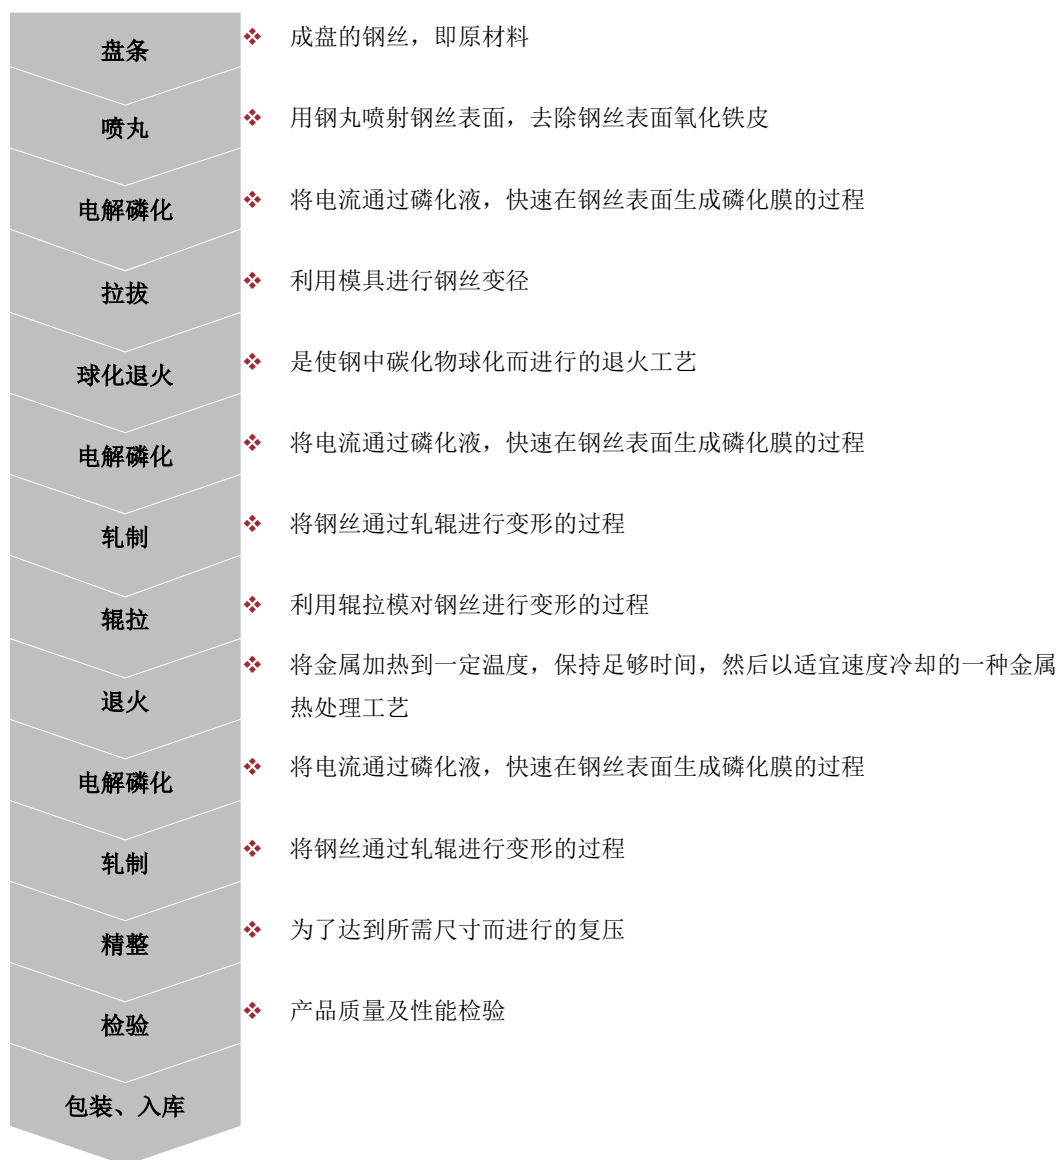 盘条
❖ 成盘的钢丝，即原材料
喷丸
❖ 用钢丸喷射钢丝表面，去除钢丝表面氧化铁皮
电解磷化
❖ 将电流通过磷化液，快速在钢丝表面生成磷化膜的过程
拉拔
❖ 利用模具进行钢丝变径
球化退火
❖ 是使钢中碳化物球化而进行的退火工艺
电解磷化
❖ 将电流通过磷化液，快速在钢丝表面生成磷化膜的过程
轧制
❖ 将钢丝通过轧辊进行变形的过程
辊拉
❖ 利用辊拉模对钢丝进行变形的过程
退火
❖ 将金属加热到一定温度，保持足够时间，然后以适宜速度冷却的一种金属
热处理工艺
电解磷化
❖ 将电流通过磷化液，快速在钢丝表面生成磷化膜的过程
轧制
❖ 将钢丝通过轧辊进行变形的过程
精整
❖ 为了达到所需尺寸而进行的复压
检验
❖ 产品质量及性能检验
包装、入库